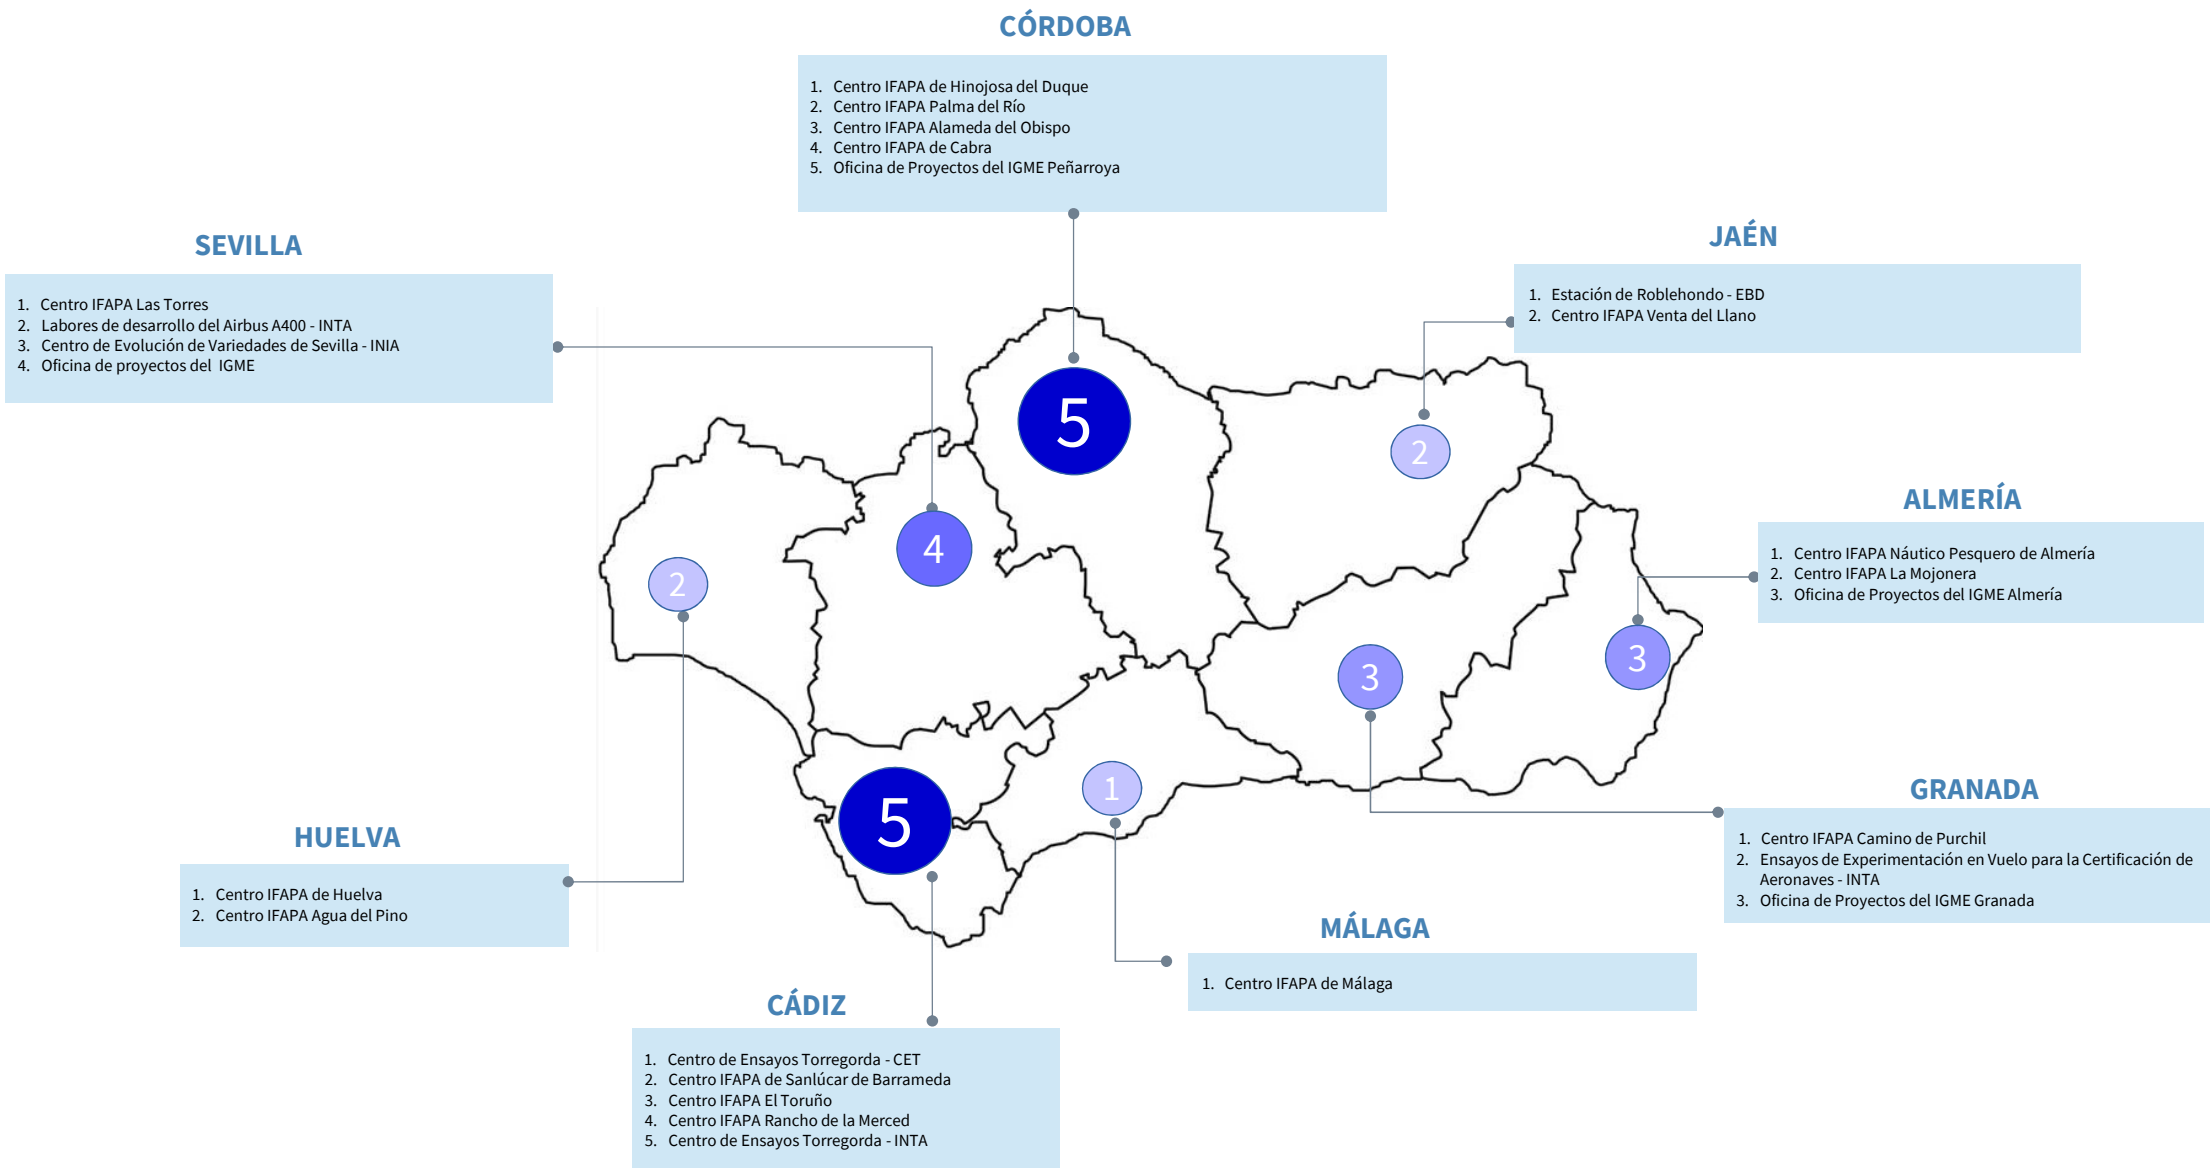 CÓRDOBA
1. Centro IFAPA de Hinojosa del Duque
2. Centro IFAPA Palma del Río
3. Centro IFAPA Alameda del Obispo
4. Centro IFAPA de Cabra
5. Oficina de Proyectos del IGME Peñarroya
SEVILLA
1. Centro IFAPA Las Torres
2. Labores de desarrollo del Airbus A400 - INTA
3. Centro de Evolución de Variedades de Sevilla - INIA
4. Oficina de proyectos del IGME
JAÉN
1. Estación de Roblehondo - EBD
2. Centro IFAPA Venta del Llano
5
2
4
2
ALMERÍA
1. Centro IFAPA Náutico Pesquero de Almería
2. Centro IFAPA La Mojonera
3. Oficina de Proyectos del IGME Almería
3
3
1
5
GRANADA
1. Centro IFAPA Camino de Purchil
2. Ensayos de Experimentación en Vuelo para la Certificación de
Aeronaves - INTA
3. Oficina de Proyectos del IGME Granada
HUELVA
1. Centro IFAPA de Huelva
2. Centro IFAPA Agua del Pino
MÁLAGA
1. Centro IFAPA de Málaga
CÁDIZ
1. Centro de Ensayos Torregorda - CET
2. Centro IFAPA de Sanlúcar de Barrameda
3. Centro IFAPA El Toruño
4. Centro IFAPA Rancho de la Merced
5. Centro de Ensayos Torregorda - INTA